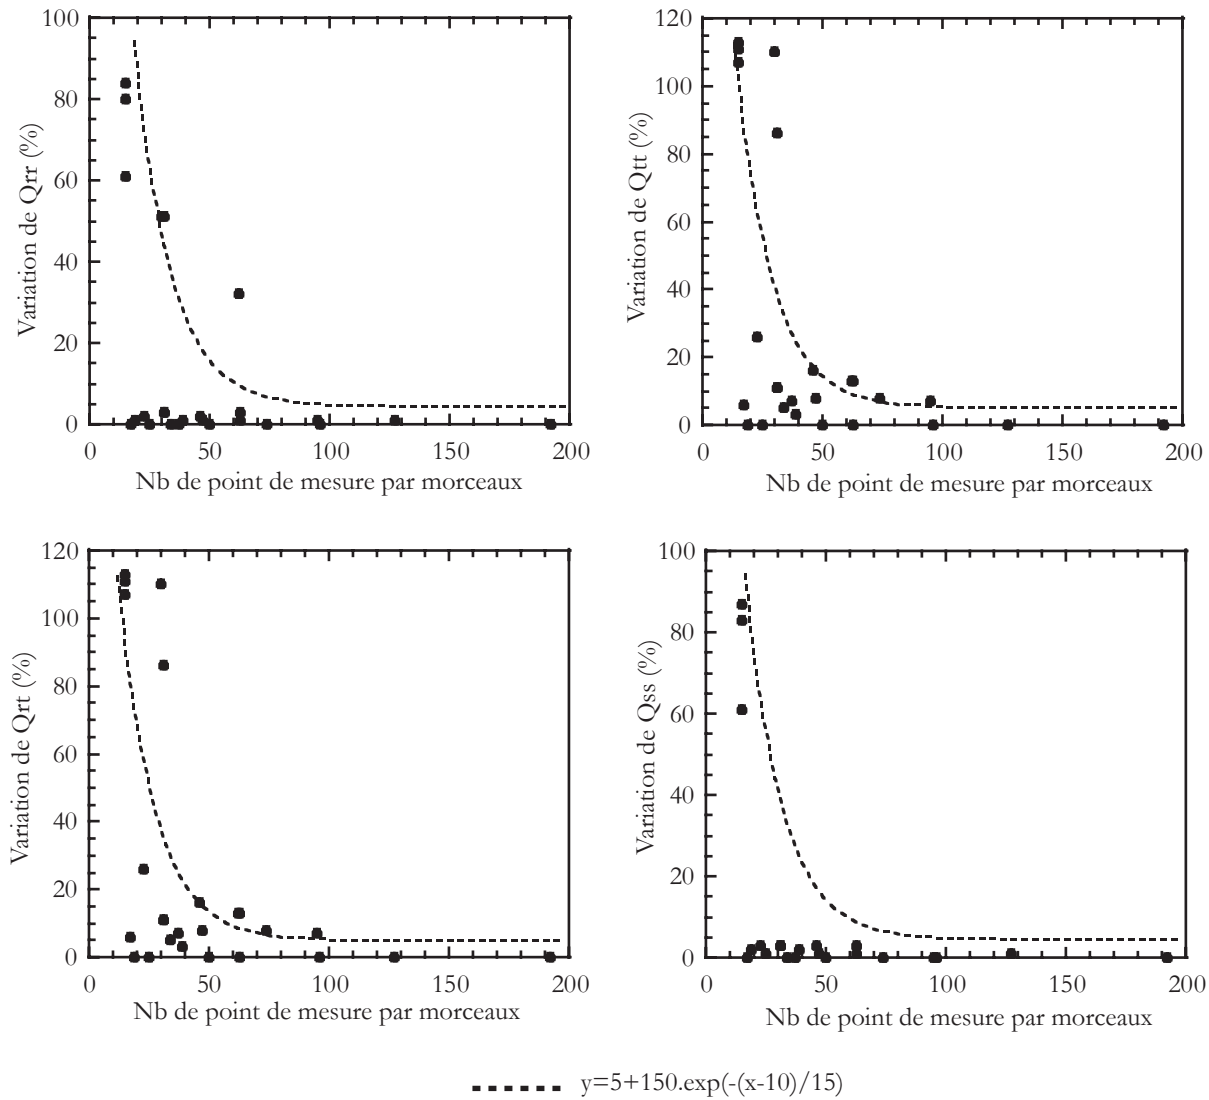 100
80
60
40
20
0
Variation de Qrr (%)
0 50 100 150 200
Nb de point de mesure par morceaux
120
100
80
60
40
20
0
Variation de Qtt (%)
0 50 100 150 200
Nb de point de mesure par morceaux
120
100
80
60
40
20
0
Variation de Qrt (%)
0 50 100 150 200
Nb de point de mesure par morceaux
100
80
60
40
20
0
Variation de Qss (%)
0 50 100 150 200
Nb de point de mesure par morceaux
y=5+150.exp(-(x-10)/15)